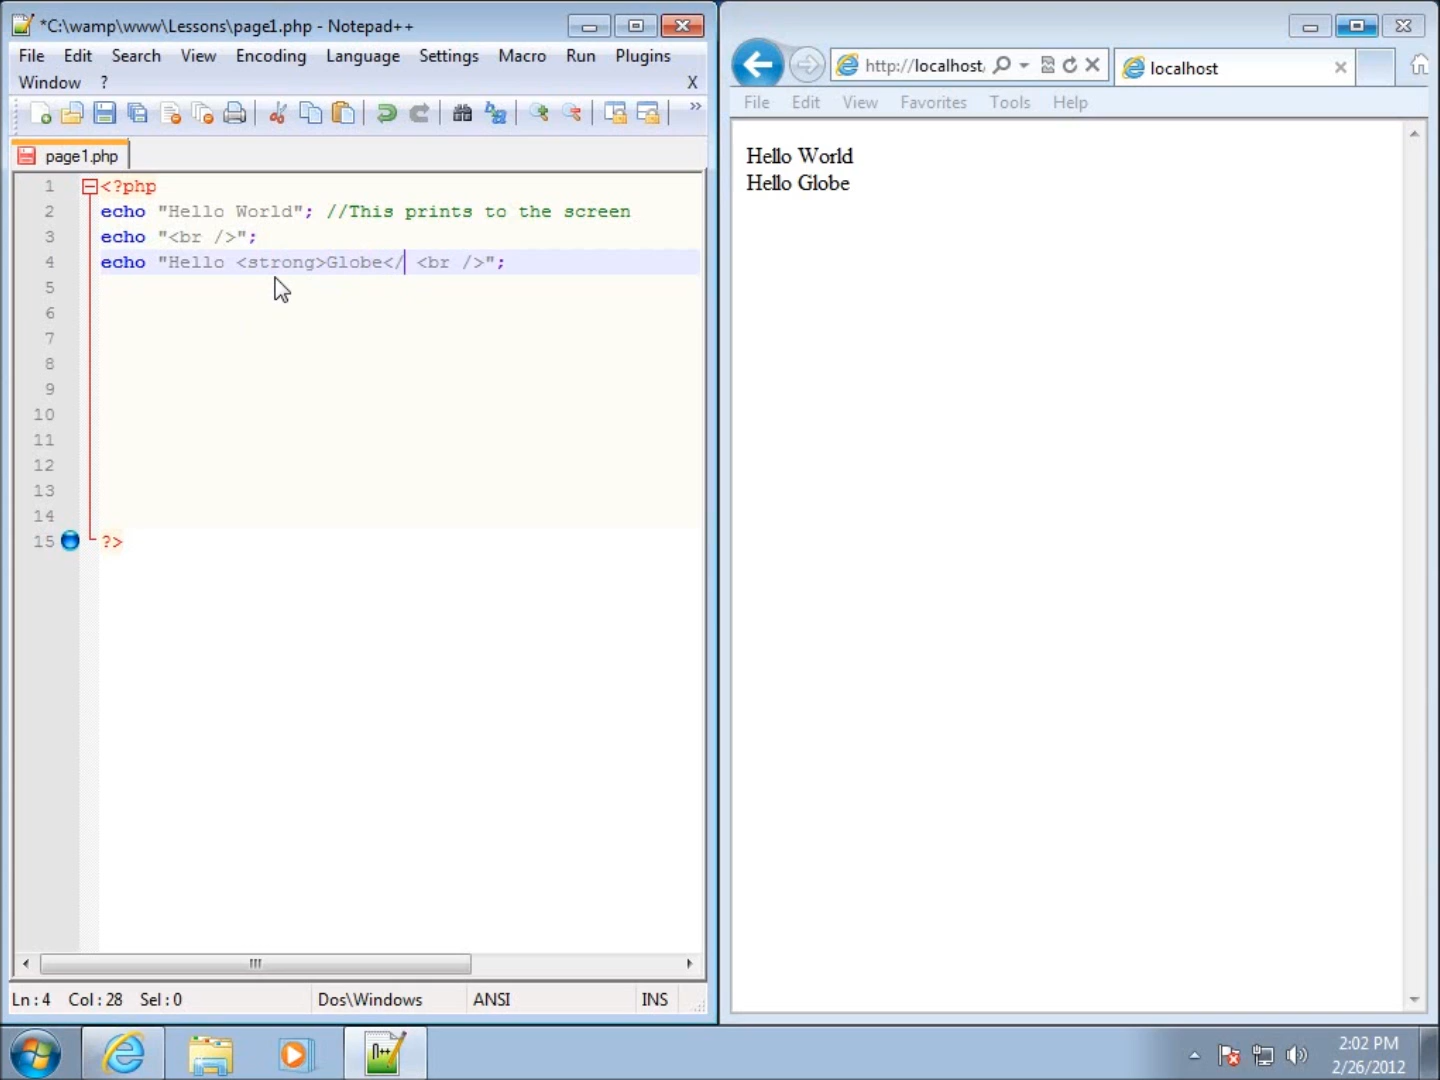 *C:\wamp\www\Lessons\page1.php - Notepad++
File Edit Search View Encoding Language Settings Macro Run Plugins
Window ? X
page1.php
1 <?php
2 echo "Hello World"; //This prints to the screen
3 echo "<br />";
4 echo "Hello <strong>Globe</ <br />";
5
6
7
8
9
10
11
12
13
14
15 ?>
Ln : 4 Col : 28 Sel : 0 Dos\Windows ANSI INS
http://localhost
localhost
File Edit View Favorites Tools Help
Hello World
Hello Globe
2:02 PM
2/26/2012